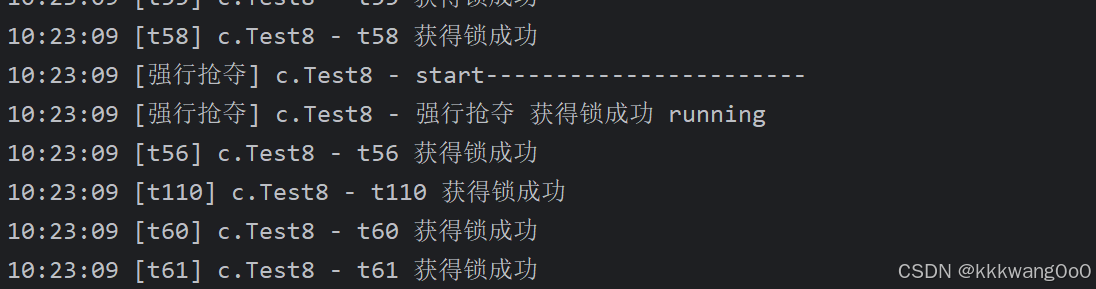 10:23:09 [t59] c.Test8 - t59 获得锁成功
10:23:09 [t58] c.Test8 - t58 获得锁成功
10:23:09 [强行抢夺] c.Test8 - start-----------------------
10:23:09 [强行抢夺] c.Test8 - 强行抢夺 获得锁成功 running
10:23:09 [t56] c.Test8 - t56 获得锁成功
10:23:09 [t110] c.Test8 - t110 获得锁成功
10:23:09 [t60] c.Test8 - t60 获得锁成功
10:23:09 [t61] c.Test8 - t61 获得锁成功
CSDN @kkkwang0o0